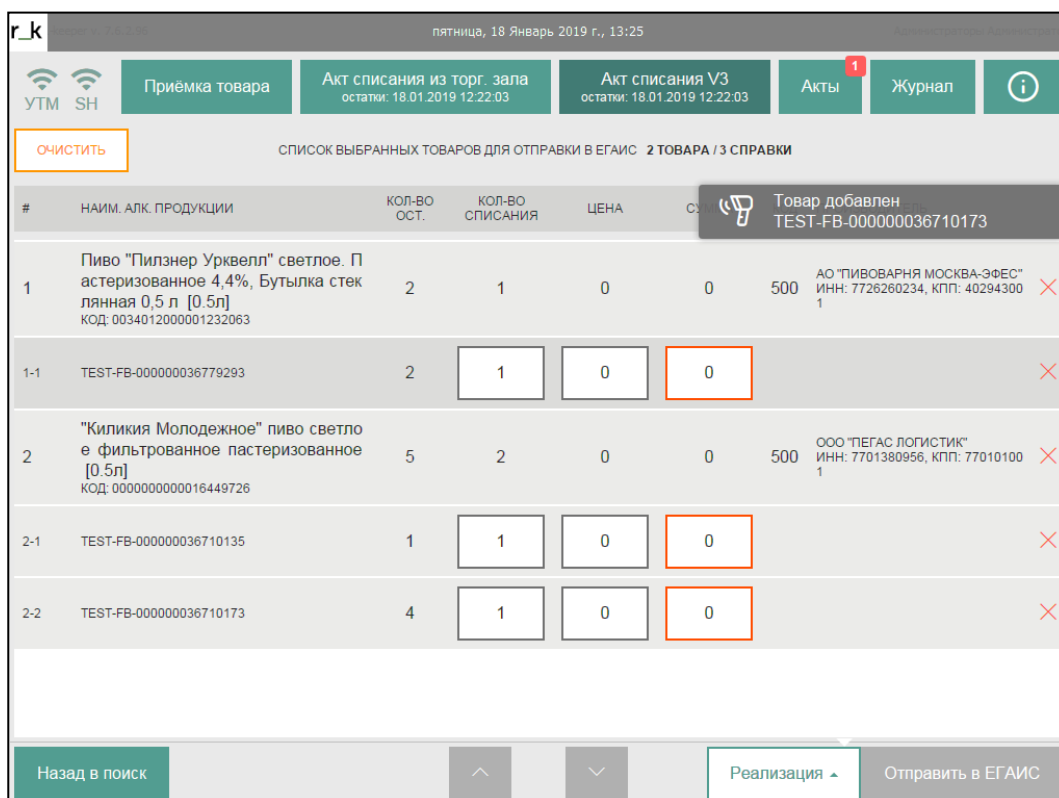 r_k
пятница, 18 Январь 2019 г., 13:25
УТМ SH
Приёмка товара
Акт списания из торг. зала
остатки: 18.01.2019 12:22:03
Акт списания V3
остатки: 18.01.2019 12:22:03
Акты
1
Журнал
ОЧИСТИТЬ
СПИСОК ВЫБРАННЫХ ТОВАРОВ ДЛЯ ОТПРАВКИ В ЕГАИС 2 ТОВАРА / 3 СПРАВКИ
# НАИМ. АЛК. ПРОДУКЦИИ КОЛ-ВО ОСТ. КОЛ-ВО СПИСАНИЯ ЦЕНА
Товар добавлен
TEST-FB-000000036710173
Пиво "Пилзнер Урквелл" светлое. П
1 астеризованное 4,4%, Бутылка стек 2 1 0 0 500 АО "ПИВОВАРНЯ МОСКВА-ЭФЕС"
лянная 0,5 л [0.5л] ИНН: 7726260234, КПП: 40294300
КОД: 0034012000001232063 1
1-1 TEST-FB-000000036779293 2 1 0 0
"Киликия Молодежное" пиво светло
2 е фильтрованное пастеризованное 5 2 0 0 500 ООО "ПЕГАС ЛОГИСТИК"
[0.5л] ИНН: 7701380956, КПП: 77010100
КОД: 0000000000016449726 1
2-1 TEST-FB-000000036710135 1 1 0 0
2-2 TEST-FB-000000036710173 4 1 0 0
Назад в поиск
Реализация
Отправить в ЕГАИС